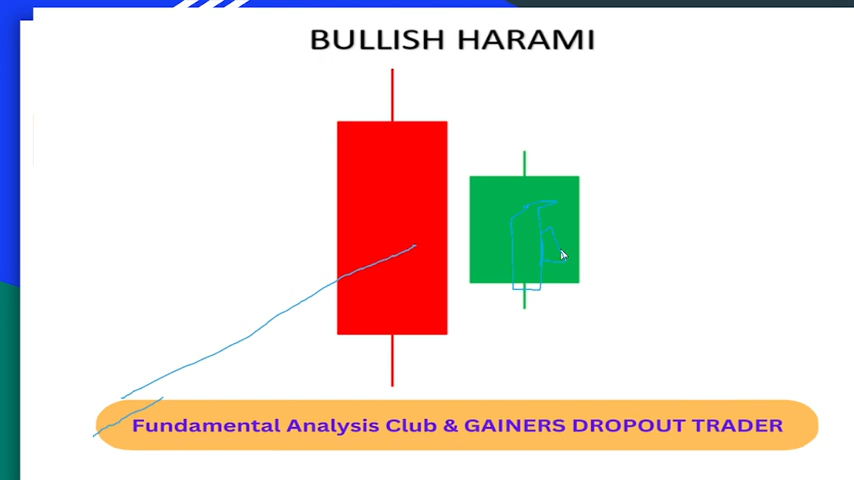 BULLISH HARAMI
Fundamental Analysis Club & GAINERS DROPOUT TRADER